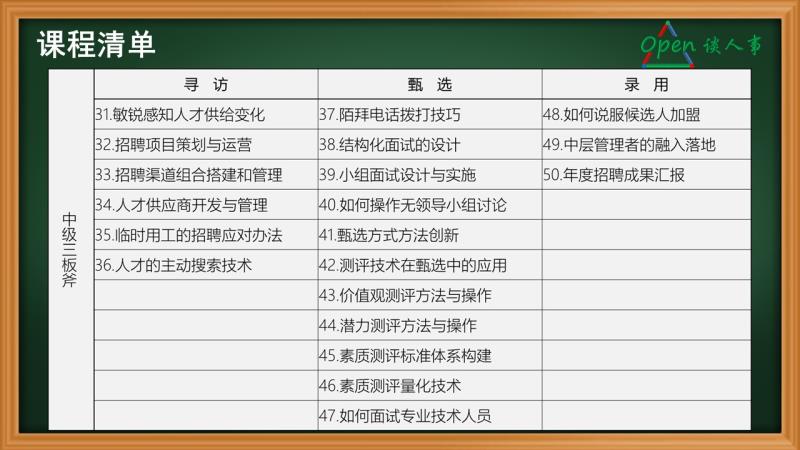 课程清单
Open 谈人事
寻 访 甄 选 录 用
中级三板斧
31.敏锐感知人才供给变化 37.陌拜电话拨打技巧 48.如何说服候选人加盟
32.招聘项目策划与运营 38.结构化面试的设计 49.中层管理者的融入落地
33.招聘渠道组合搭建和管理 39.小组面试设计与实施 50.年度招聘成果汇报
34.人才供应商开发与管理 40.如何操作无领导小组讨论
35.临时用工的招聘应对办法 41.甄选方式方法创新
36.人才的主动搜索技术 42.测评技术在甄选中的应用
43.价值观测评方法与操作
44.潜力测评方法与操作
45.素质测评标准体系构建
46.素质测评量化技术
47.如何面试专业技术人员